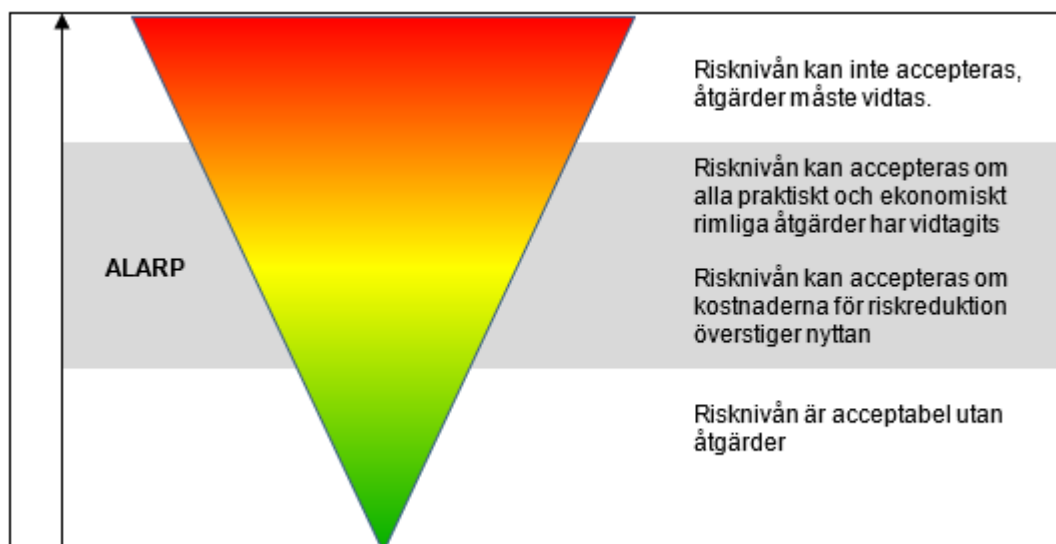 Risknivån kan inte accepteras,
åtgärder måste vidtas.
Risknivån kan accepteras om
alla praktiskt och ekonomiskt
rimliga åtgärder har vidtagits
ALARP
Risknivån kan accepteras om
kostnaderna för riskreduktion
överstiger nyttan
Risknivån är acceptabel utan
åtgärder